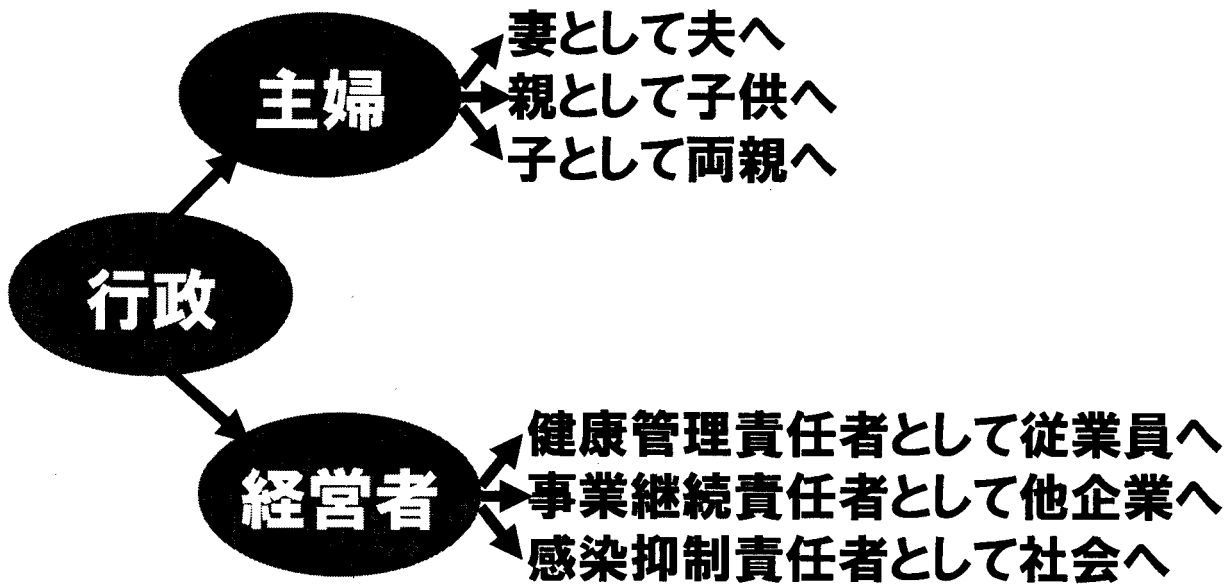 主婦
妻として夫へ
親として子供へ
子として両親へ
行政
経営者
健康管理責任者として従業員へ
事業継続責任者として他企業へ
感染抑制責任者として社会へ